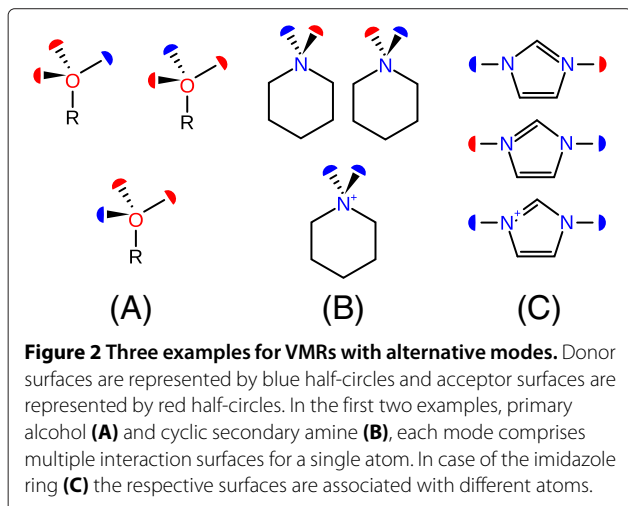 O R
O R
O R
N
N
N+
N N
N N
N+ N
(A) (B) (C)
Figure 2 Three examples for VMRs with alternative modes. Donor
surfaces are represented by blue half-circles and acceptor surfaces are
represented by red half-circles. In the first two examples, primary
alcohol (A) and cyclic secondary amine (B), each mode comprises
multiple interaction surfaces for a single atom. In case of the imidazole
ring (C) the respective surfaces are associated with different atoms.